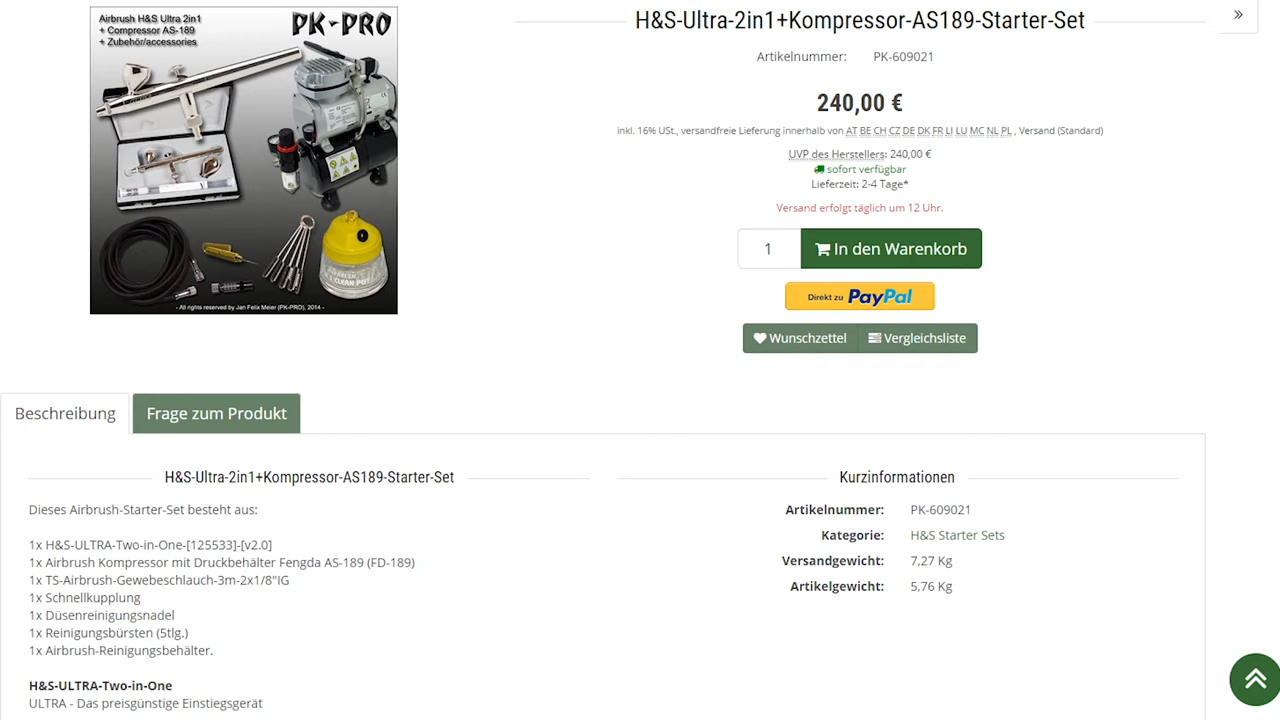 Airbrush H&S Ultra 2in1
+ Compressor AS-189
+ Zubehör/accessories
PK-PRO
- All rights reserved by Jan Felix Meier (PK-PRO), 2014 -
H&S-Ultra-2in1+Kompressor-AS189-Starter-Set
Artikelnummer: PK-609021
240,00 €
inkl. 16% USt., versandfreie Lieferung innerhalb von AT BE CH CZ DE DK FR LI LU MC NL PL , Versand (Standard)
UVP des Herstellers: 240,00 €
sofort verfügbar
Lieferzeit: 2-4 Tage*
Versand erfolgt täglich um 12 Uhr.
1 In den Warenkorb
Direkt zu PayPal
Wunschzettel Vergleichsliste
Beschreibung Frage zum Produkt
H&S-Ultra-2in1+Kompressor-AS189-Starter-Set
Dieses Airbrush-Starter-Set besteht aus:
1x H&S-ULTRA-Two-in-One-[125533]-[v2.0]
1x Airbrush Kompressor mit Druckbehälter Fengda AS-189 (FD-189)
1x TS-Airbrush-Gewebeschlauch-3m-2x1/8"IG
1x Schnellkupplung
1x Düsenreinigungsnadel
1x Reinigungsbürsten (5tlg.)
1x Airbrush-Reinigungsbehälter.
H&S-ULTRA-Two-in-One
ULTRA - Das preisgünstige Einstiegsgerät
Kurzinformationen
Artikelnummer: PK-609021
Kategorie: H&S Starter Sets
Versandgewicht: 7,27 Kg
Artikelgewicht: 5,76 Kg